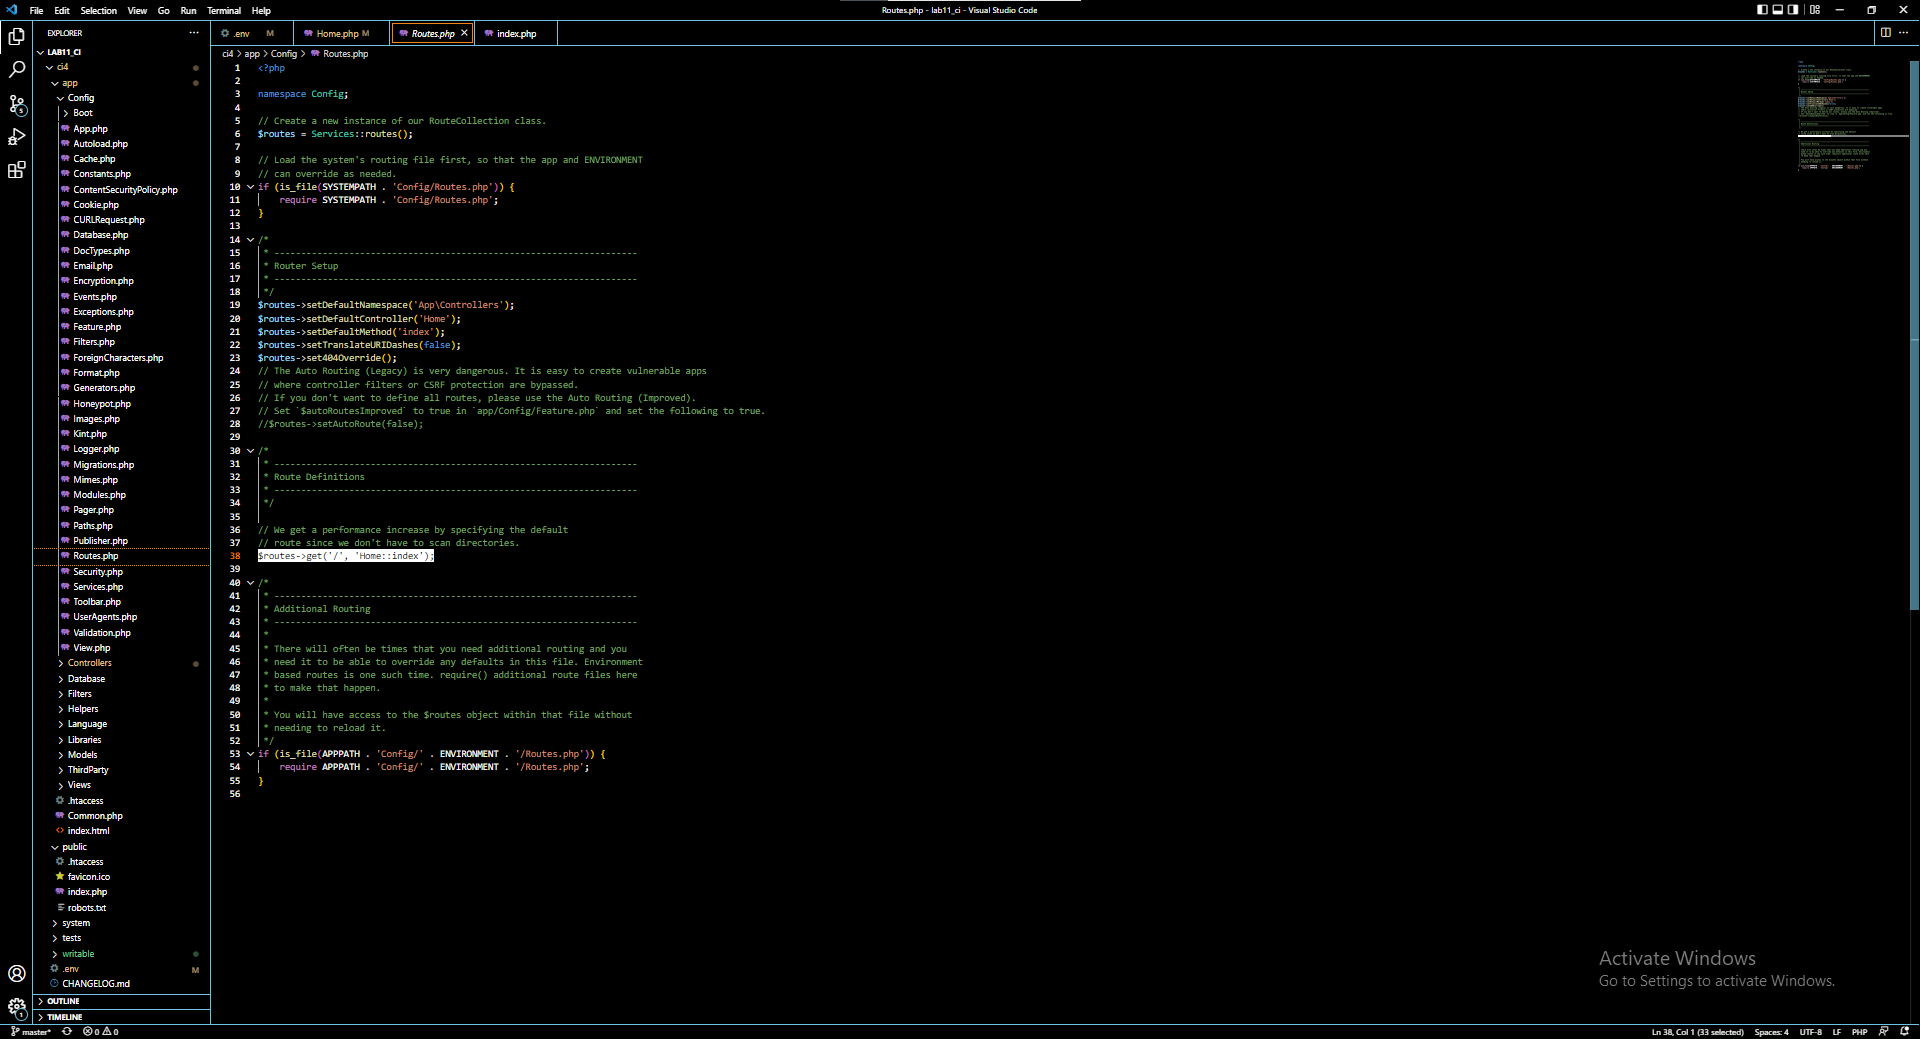 File Edit Selection View Go Run Terminal Help
Routes.php - lab11_ci - Visual Studio Code
EXPLORER
LAB11_CI
ci4
app
Config
Boot
App.php
Autoload.php
Cache.php
Constants.php
ContentSecurityPolicy.php
Cookie.php
CURLRequest.php
Database.php
DocTypes.php
Email.php
Encryption.php
Events.php
Exceptions.php
Feature.php
Filters.php
ForeignCharacters.php
Format.php
Generators.php
Honeypot.php
Images.php
Kint.php
Logger.php
Migrations.php
Mimes.php
Modules.php
Pager.php
Paths.php
Publisher.php
Routes.php
Security.php
Services.php
Toolbar.php
UserAgents.php
Validation.php
View.php
Controllers
Database
Filters
Helpers
Language
Libraries
Models
ThirdParty
Views
.htaccess
Common.php
index.html
public
.htaccess
favicon.ico
index.php
robots.txt
system
tests
writable
.env M
CHANGELOG.md
OUTLINE
TIMELINE
5
1
.env M Home.php M Routes.php index.php
ci4 > app > Config > Routes.php
1 <?php
2
3 namespace Config;
4
5 // Create a new instance of our RouteCollection class.
6 $routes = Services::routes();
7
8 // Load the system's routing file first, so that the app and ENVIRONMENT
9 // can override as needed.
10 if (is_file(SYSTEMPATH . 'Config/Routes.php')) {
11 require SYSTEMPATH . 'Config/Routes.php';
12 }
13
14 /*
15 * --------------------------------------------------------------------
16 * Router Setup
17 * --------------------------------------------------------------------
18 */
19 $routes->setDefaultNamespace('App\Controllers');
20 $routes->setDefaultController('Home');
21 $routes->setDefaultMethod('index');
22 $routes->setTranslateURIDashes(false);
23 $routes->set404Override();
24 // The Auto Routing (Legacy) is very dangerous. It is easy to create vulnerable apps
25 // where controller filters or CSRF protection are bypassed.
26 // If you don't want to define all routes, please use the Auto Routing (Improved).
27 // Set `$autoRoutesImproved` to true in `app/Config/Feature.php` and set the following to true.
28 //$routes->setAutoRoute(false);
29
30 /*
31 * --------------------------------------------------------------------
32 * Route Definitions
33 * --------------------------------------------------------------------
34 */
35
36 // We get a performance increase by specifying the default
37 // route since we don't have to scan directories.
38 $routes->get('/', 'Home::index');
39
40 /*
41 * --------------------------------------------------------------------
42 * Additional Routing
43 * --------------------------------------------------------------------
44 *
45 * There will often be times that you need additional routing and you
46 * need it to be able to override any defaults in this file. Environment
47 * based routes is one such time. require() additional route files here
48 * to make that happen.
49 *
50 * You will have access to the $routes object within that file without
51 * needing to reload it.
52 */
53 if (is_file(APPPATH . 'Config/' . ENVIRONMENT . '/Routes.php')) {
54 require APPPATH . 'Config/' . ENVIRONMENT . '/Routes.php';
55 }
56
Activate Windows
Go to Settings to activate Windows.
master* 0 0
Ln 38, Col 1 (33 selected) Spaces: 4 UTF-8 LF PHP